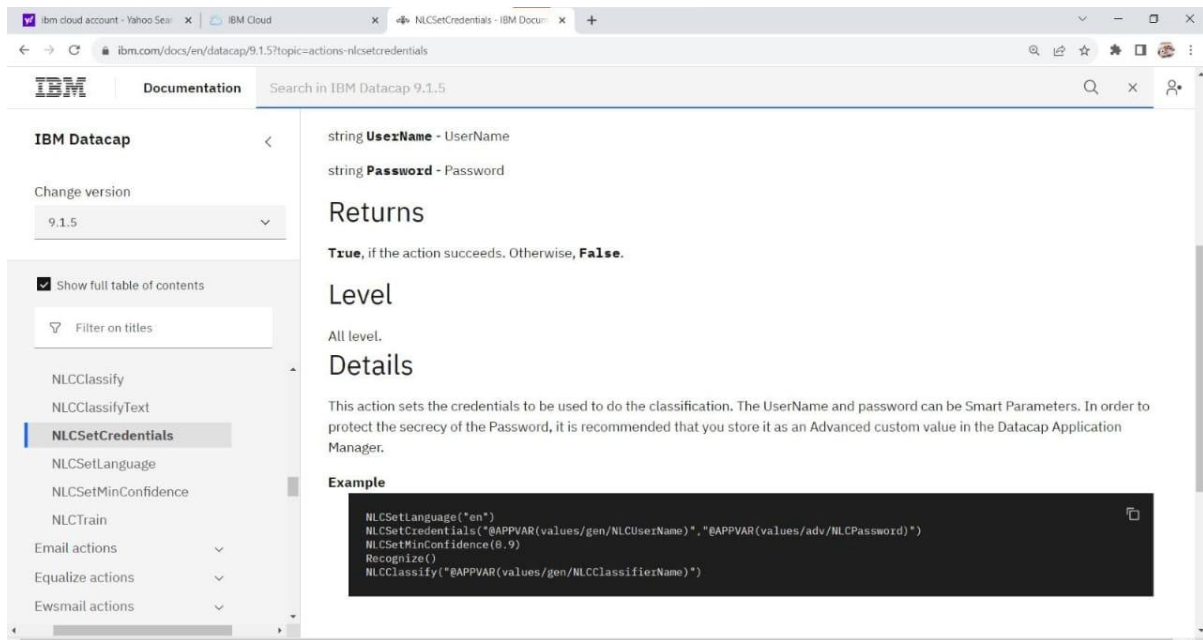 ibm cloud account - Yahoo Sear
IBM Cloud
NLCSetCredentials - IBM Docum
ibm.com/docs/en/datacap/9.1.5?topic=actions-nlcsetcredentials
IBM
Documentation
Search in IBM Datacap 9.1.5
IBM Datacap
Change version
9.1.5
Show full table of contents
Filter on titles
NLCClassify
NLCClassifyText
NLCSetCredentials
NLCSetLanguage
NLCSetMinConfidence
NLCTrain
Email actions
Equalize actions
Ewsmail actions
string UserName - UserName
string Password - Password
Returns
True, if the action succeeds. Otherwise, False.
Level
All level.
Details
This action sets the credentials to be used to do the classification. The UserName and password can be Smart Parameters. In order to
protect the secrecy of the Password, it is recommended that you store it as an Advanced custom value in the Datacap Application
Manager.
Example
NLCSetLanguage("en")
NLCSetCredentials("@APPVAR(values/gen/NLCUserName)","@APPVAR(values/adv/NLCPassword)")
NLCSetMinConfidence(0.9)
Recognize()
NLCClassify("@APPVAR(values/gen/NLCClassifierName)")